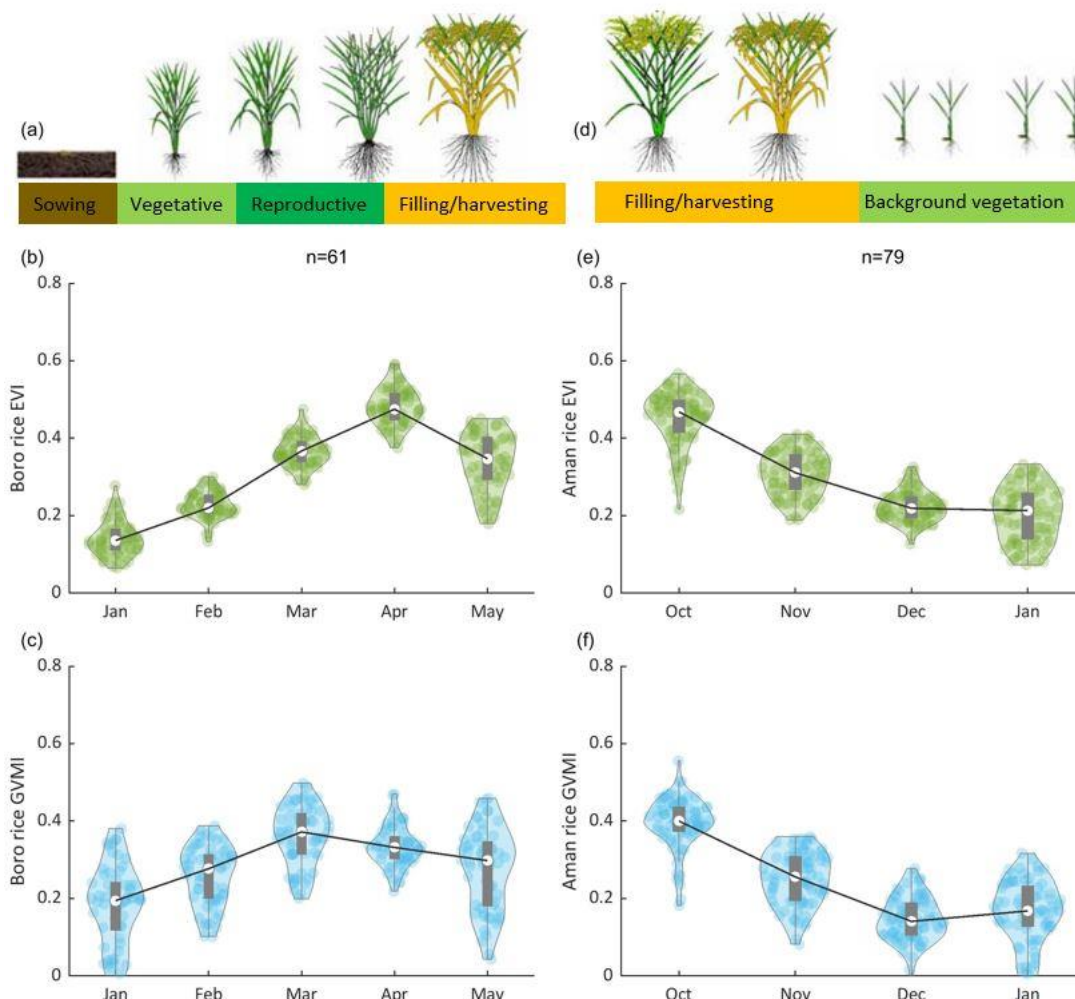 (a)
Sowing Vegetative Reproductive Filling/harvesting
(d)
Filling/harvesting Background vegetation
(b) n=61
Boro rice EVI
0.8
0.6
0.4
0.2
0
Jan Feb Mar Apr May
(e) n=79
Aman rice EVI
0.8
0.6
0.4
0.2
0
Oct Nov Dec Jan
(c)
Boro rice GVMI
0.8
0.6
0.4
0.2
0
Jan Feb Mar Apr May
(f)
Aman rice GVMI
0.8
0.6
0.4
0.2
0
Oct Nov Dec Jan